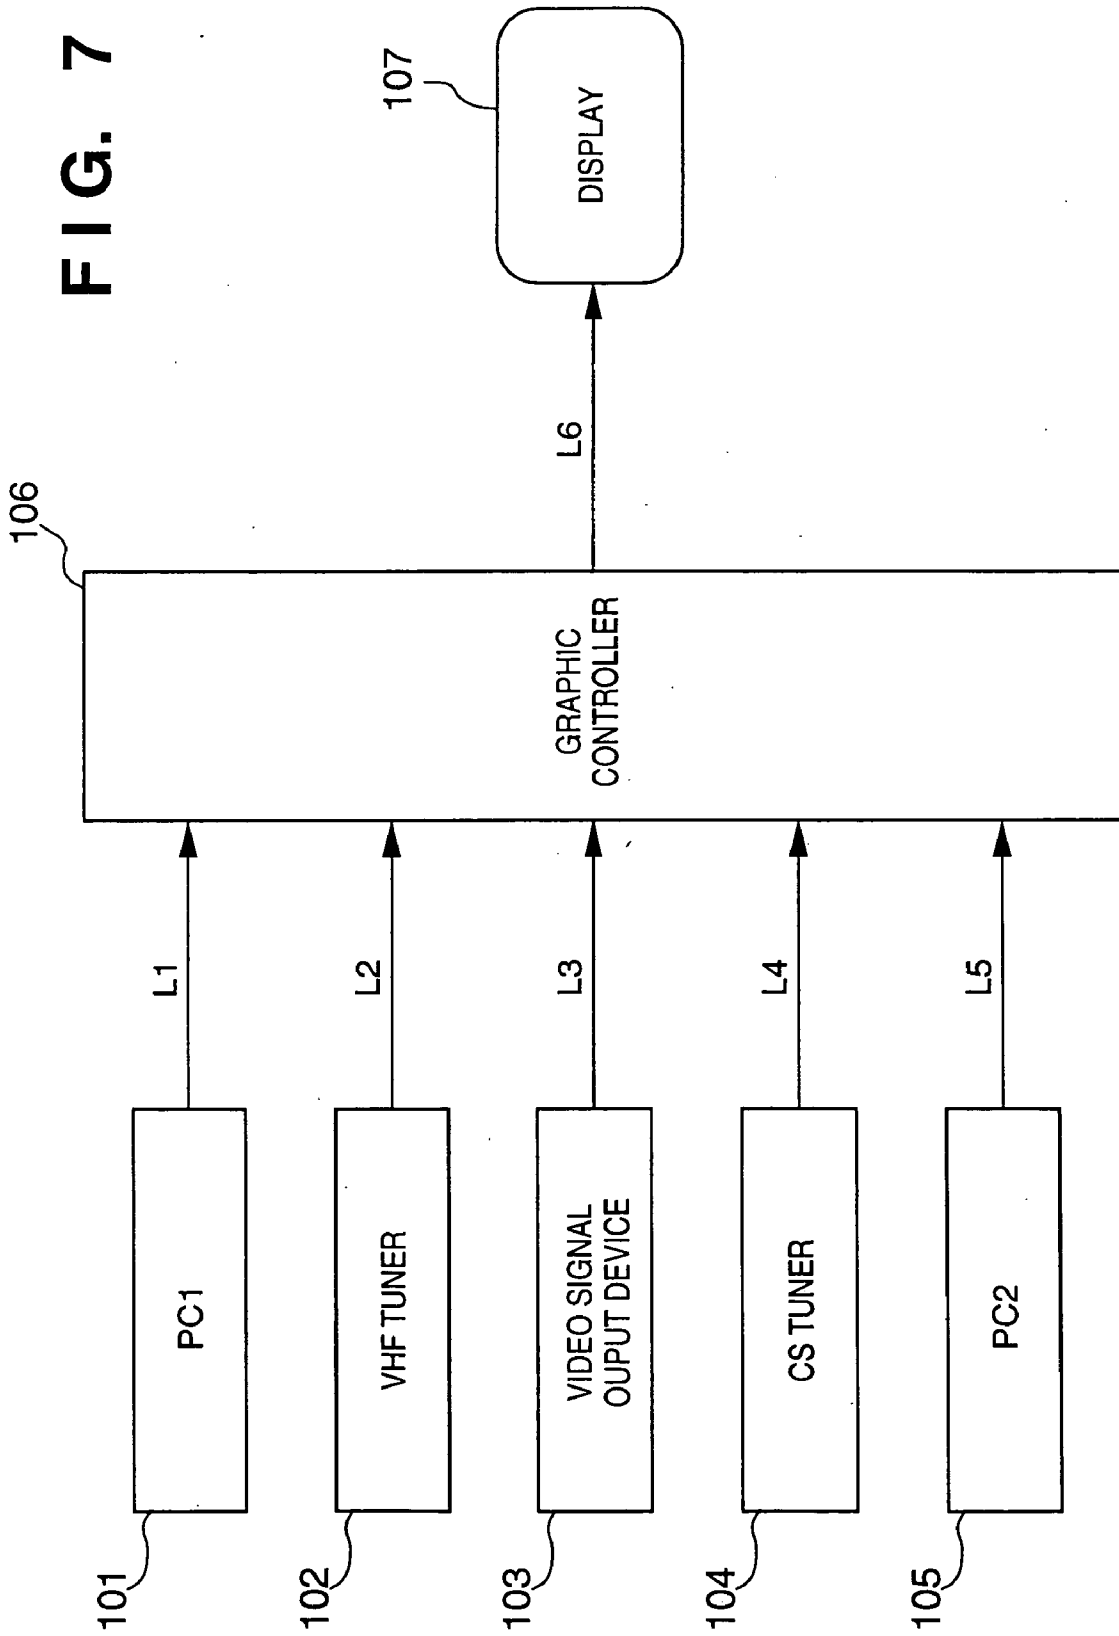 FIG. 7
106
107
101
PC1
L1
102
VHF TUNER
L2
103
VIDEO SIGNAL
OUPUT DEVICE
L3
GRAPHIC
CONTROLLER
L6
DISPLAY
104
CS TUNER
L4
105
PC2
L5